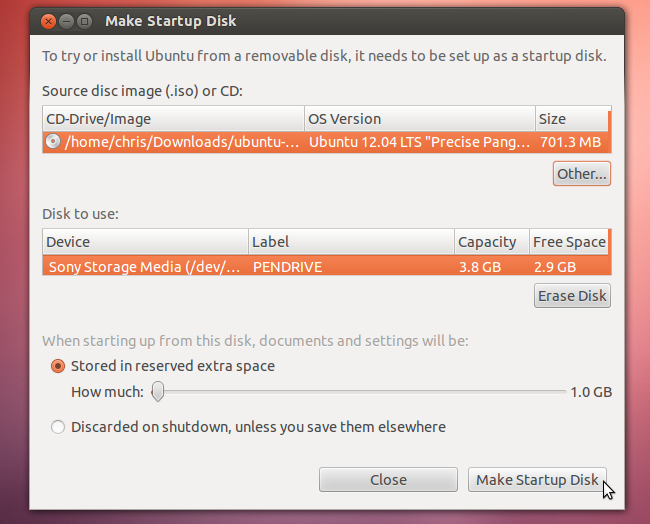 Make Startup Disk
To try or install Ubuntu from a removable disk, it needs to be set up as a startup disk.
Source disc image (.iso) or CD:
CD-Drive/Image OS Version Size
/home/chris/Downloads/ubuntu-... Ubuntu 12.04 LTS "Precise Pang... 701.3 MB
Other...
Disk to use:
Device Label Capacity Free Space
Sony Storage Media (/dev/... PENDRIVE 3.8 GB 2.9 GB
Erase Disk
When starting up from this disk, documents and settings will be:
Stored in reserved extra space
How much: 1.0 GB
Discarded on shutdown, unless you save them elsewhere
Close Make Startup Disk